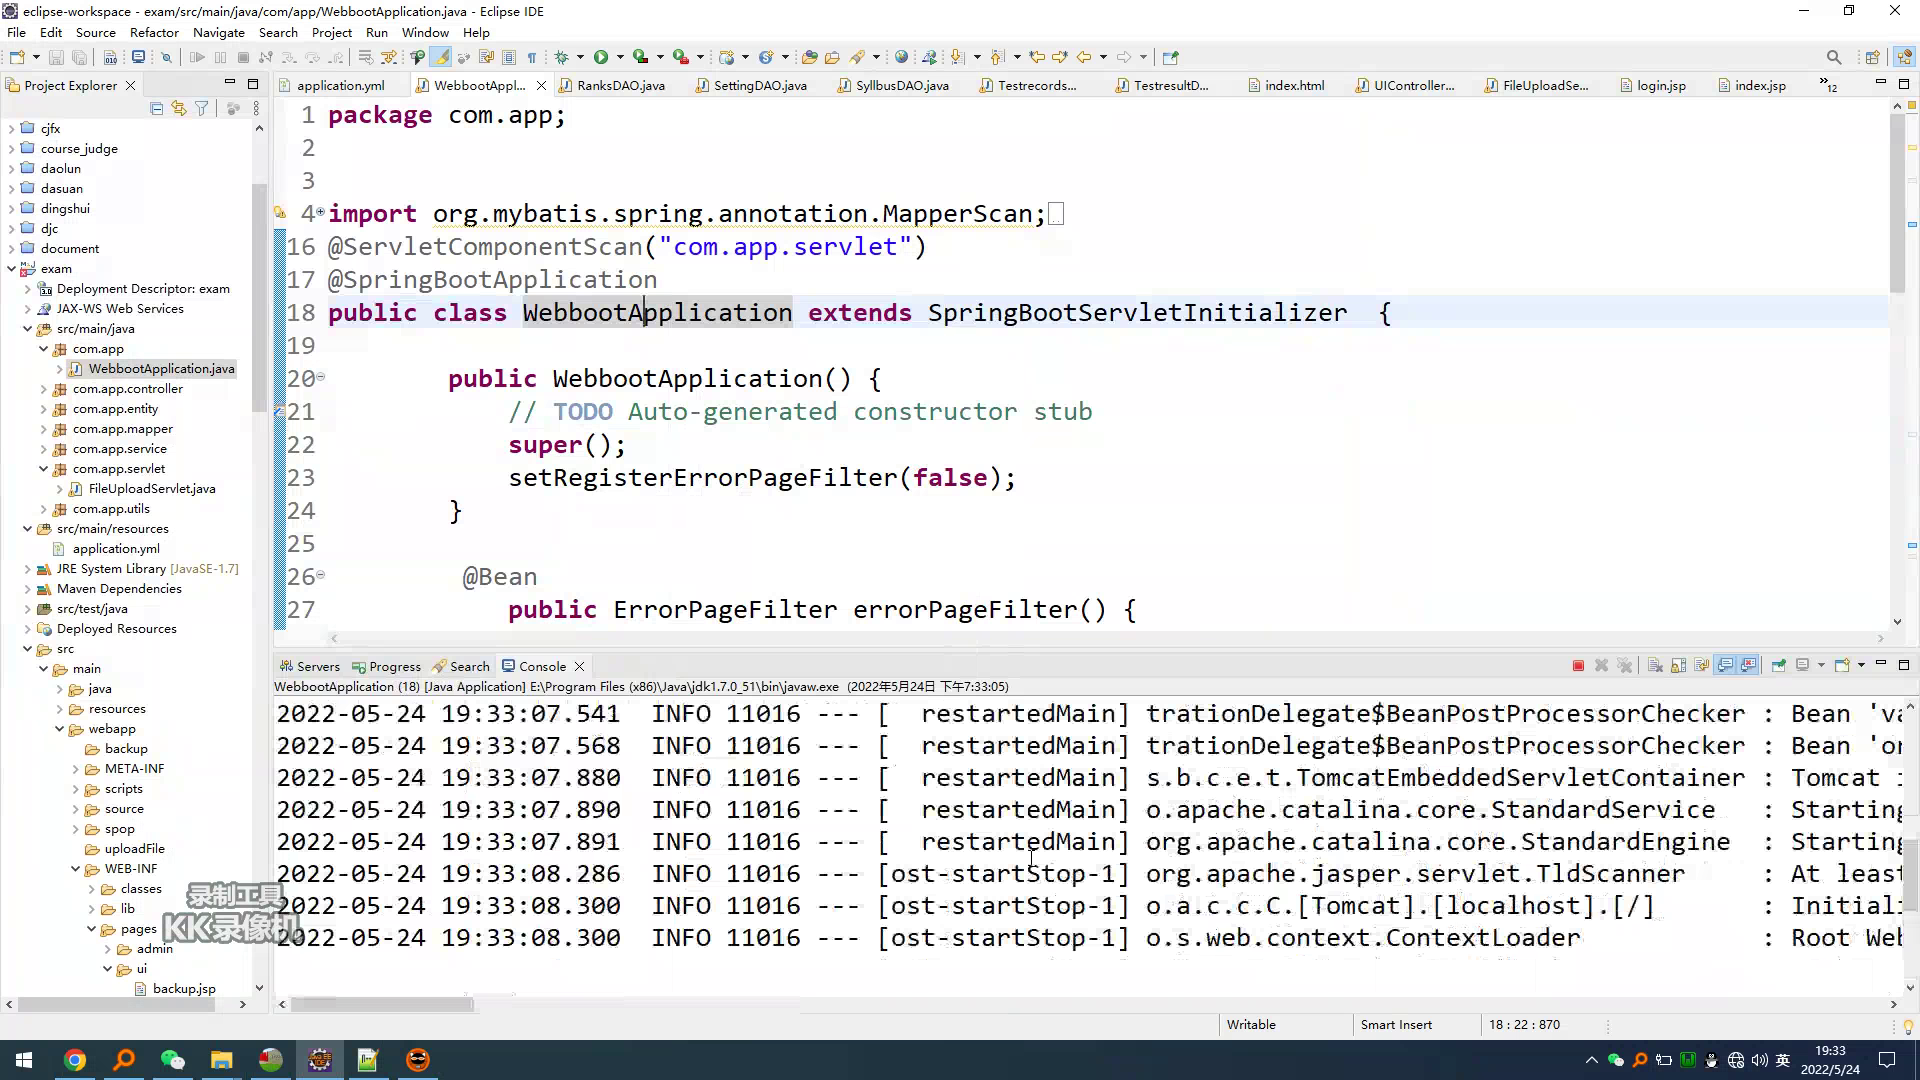 eclipse-workspace - exam/src/main/java/com/app/WebbootApplication.java - Eclipse IDE
File Edit Source Refactor Navigate Search Project Run Window Help
Project Explorer
application.yml WebbootAppl... RanksDAO.java SettingDAO.java SyllbusDAO.java Testrecords... TestresultD... index.html UIController... FileUploadSe... login.jsp index.jsp »12
cjfx
course_judge
daolun
dasuan
dingshui
djc
document
exam
Deployment Descriptor: exam
JAX-WS Web Services
src/main/java
com.app
WebbootApplication.java
com.app.controller
com.app.entity
com.app.mapper
com.app.service
com.app.servlet
FileUploadServlet.java
com.app.utils
src/main/resources
application.yml
JRE System Library [JavaSE-1.7]
Maven Dependencies
src/test/java
Deployed Resources
src
main
java
resources
webapp
backup
META-INF
scripts
source
spop
uploadFile
WEB-INF
classes
lib
pages
admin
ui
backup.jsp
录制工具
KK录像机
1 package com.app;
2
3
4 import org.mybatis.spring.annotation.MapperScan;
16 @ServletComponentScan("com.app.servlet")
17 @SpringBootApplication
18 public class WebbootApplication extends SpringBootServletInitializer {
19
20 public WebbootApplication() {
21 // TODO Auto-generated constructor stub
22 super();
23 setRegisterErrorPageFilter(false);
24 }
25
26 @Bean
27 public ErrorPageFilter errorPageFilter() {
Servers Progress Search Console
WebbootApplication (18) [Java Application] E:\Program Files (x86)\Java\jdk1.7.0_51\bin\javaw.exe (2022年5月24日 下午7:33:05)
2022-05-24 19:33:07.541 INFO 11016 --- [ restartedMain] trationDelegate$BeanPostProcessorChecker : Bean 'va
2022-05-24 19:33:07.568 INFO 11016 --- [ restartedMain] trationDelegate$BeanPostProcessorChecker : Bean 'or
2022-05-24 19:33:07.880 INFO 11016 --- [ restartedMain] s.b.c.e.t.TomcatEmbeddedServletContainer : Tomcat i
2022-05-24 19:33:07.890 INFO 11016 --- [ restartedMain] o.apache.catalina.core.StandardService : Starting
2022-05-24 19:33:07.891 INFO 11016 --- [ restartedMain] org.apache.catalina.core.StandardEngine : Starting
2022-05-24 19:33:08.286 INFO 11016 --- [ost-startStop-1] org.apache.jasper.servlet.TldScanner : At least
2022-05-24 19:33:08.300 INFO 11016 --- [ost-startStop-1] o.a.c.c.C.[Tomcat].[localhost].[/] : Initiali
2022-05-24 19:33:08.300 INFO 11016 --- [ost-startStop-1] o.s.web.context.ContextLoader : Root Web
Writable Smart Insert 18 : 22 : 870
英
19:33
2022/5/24